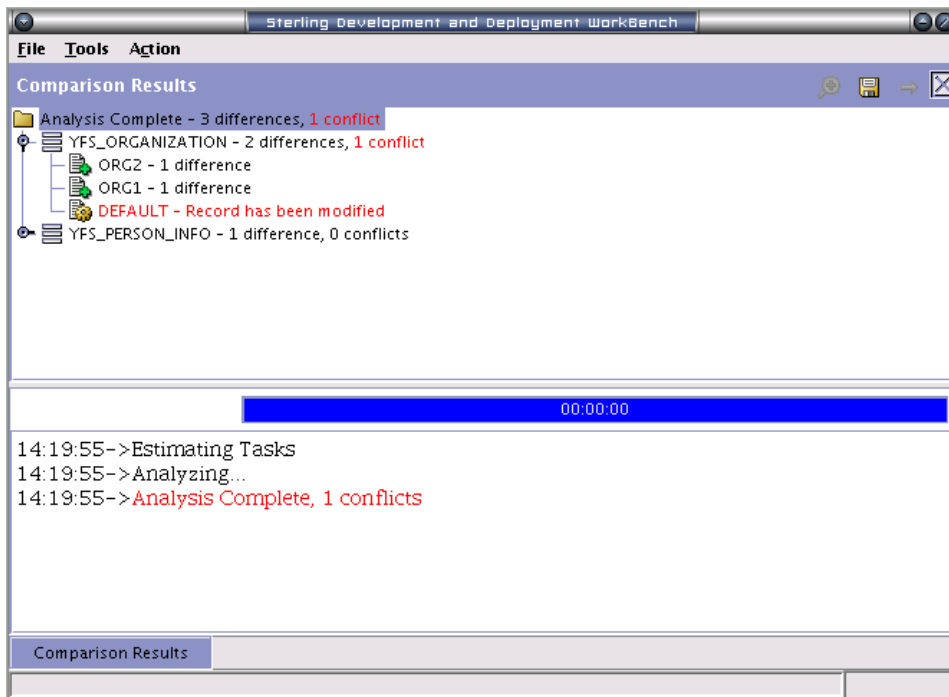 Sterling Development and Deployment WorkBench
File Tools Action
Comparison Results
Analysis Complete - 3 differences, 1 conflict
YFS_ORGANIZATION - 2 differences, 1 conflict
ORG2 - 1 difference
ORG1 - 1 difference
DEFAULT - Record has been modified
YFS_PERSON_INFO - 1 difference, 0 conflicts
00:00:00
14:19:55->Estimating Tasks
14:19:55->Analyzing...
14:19:55->Analysis Complete, 1 conflicts
Comparison Results